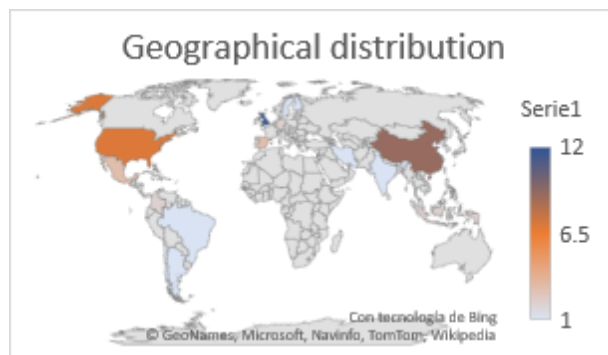 Geographical distribution
Serie1
12
6.5
1
Con tecnología de Bing
© GeoNames, Microsoft, Navinfo, TomTom, Wikipedia